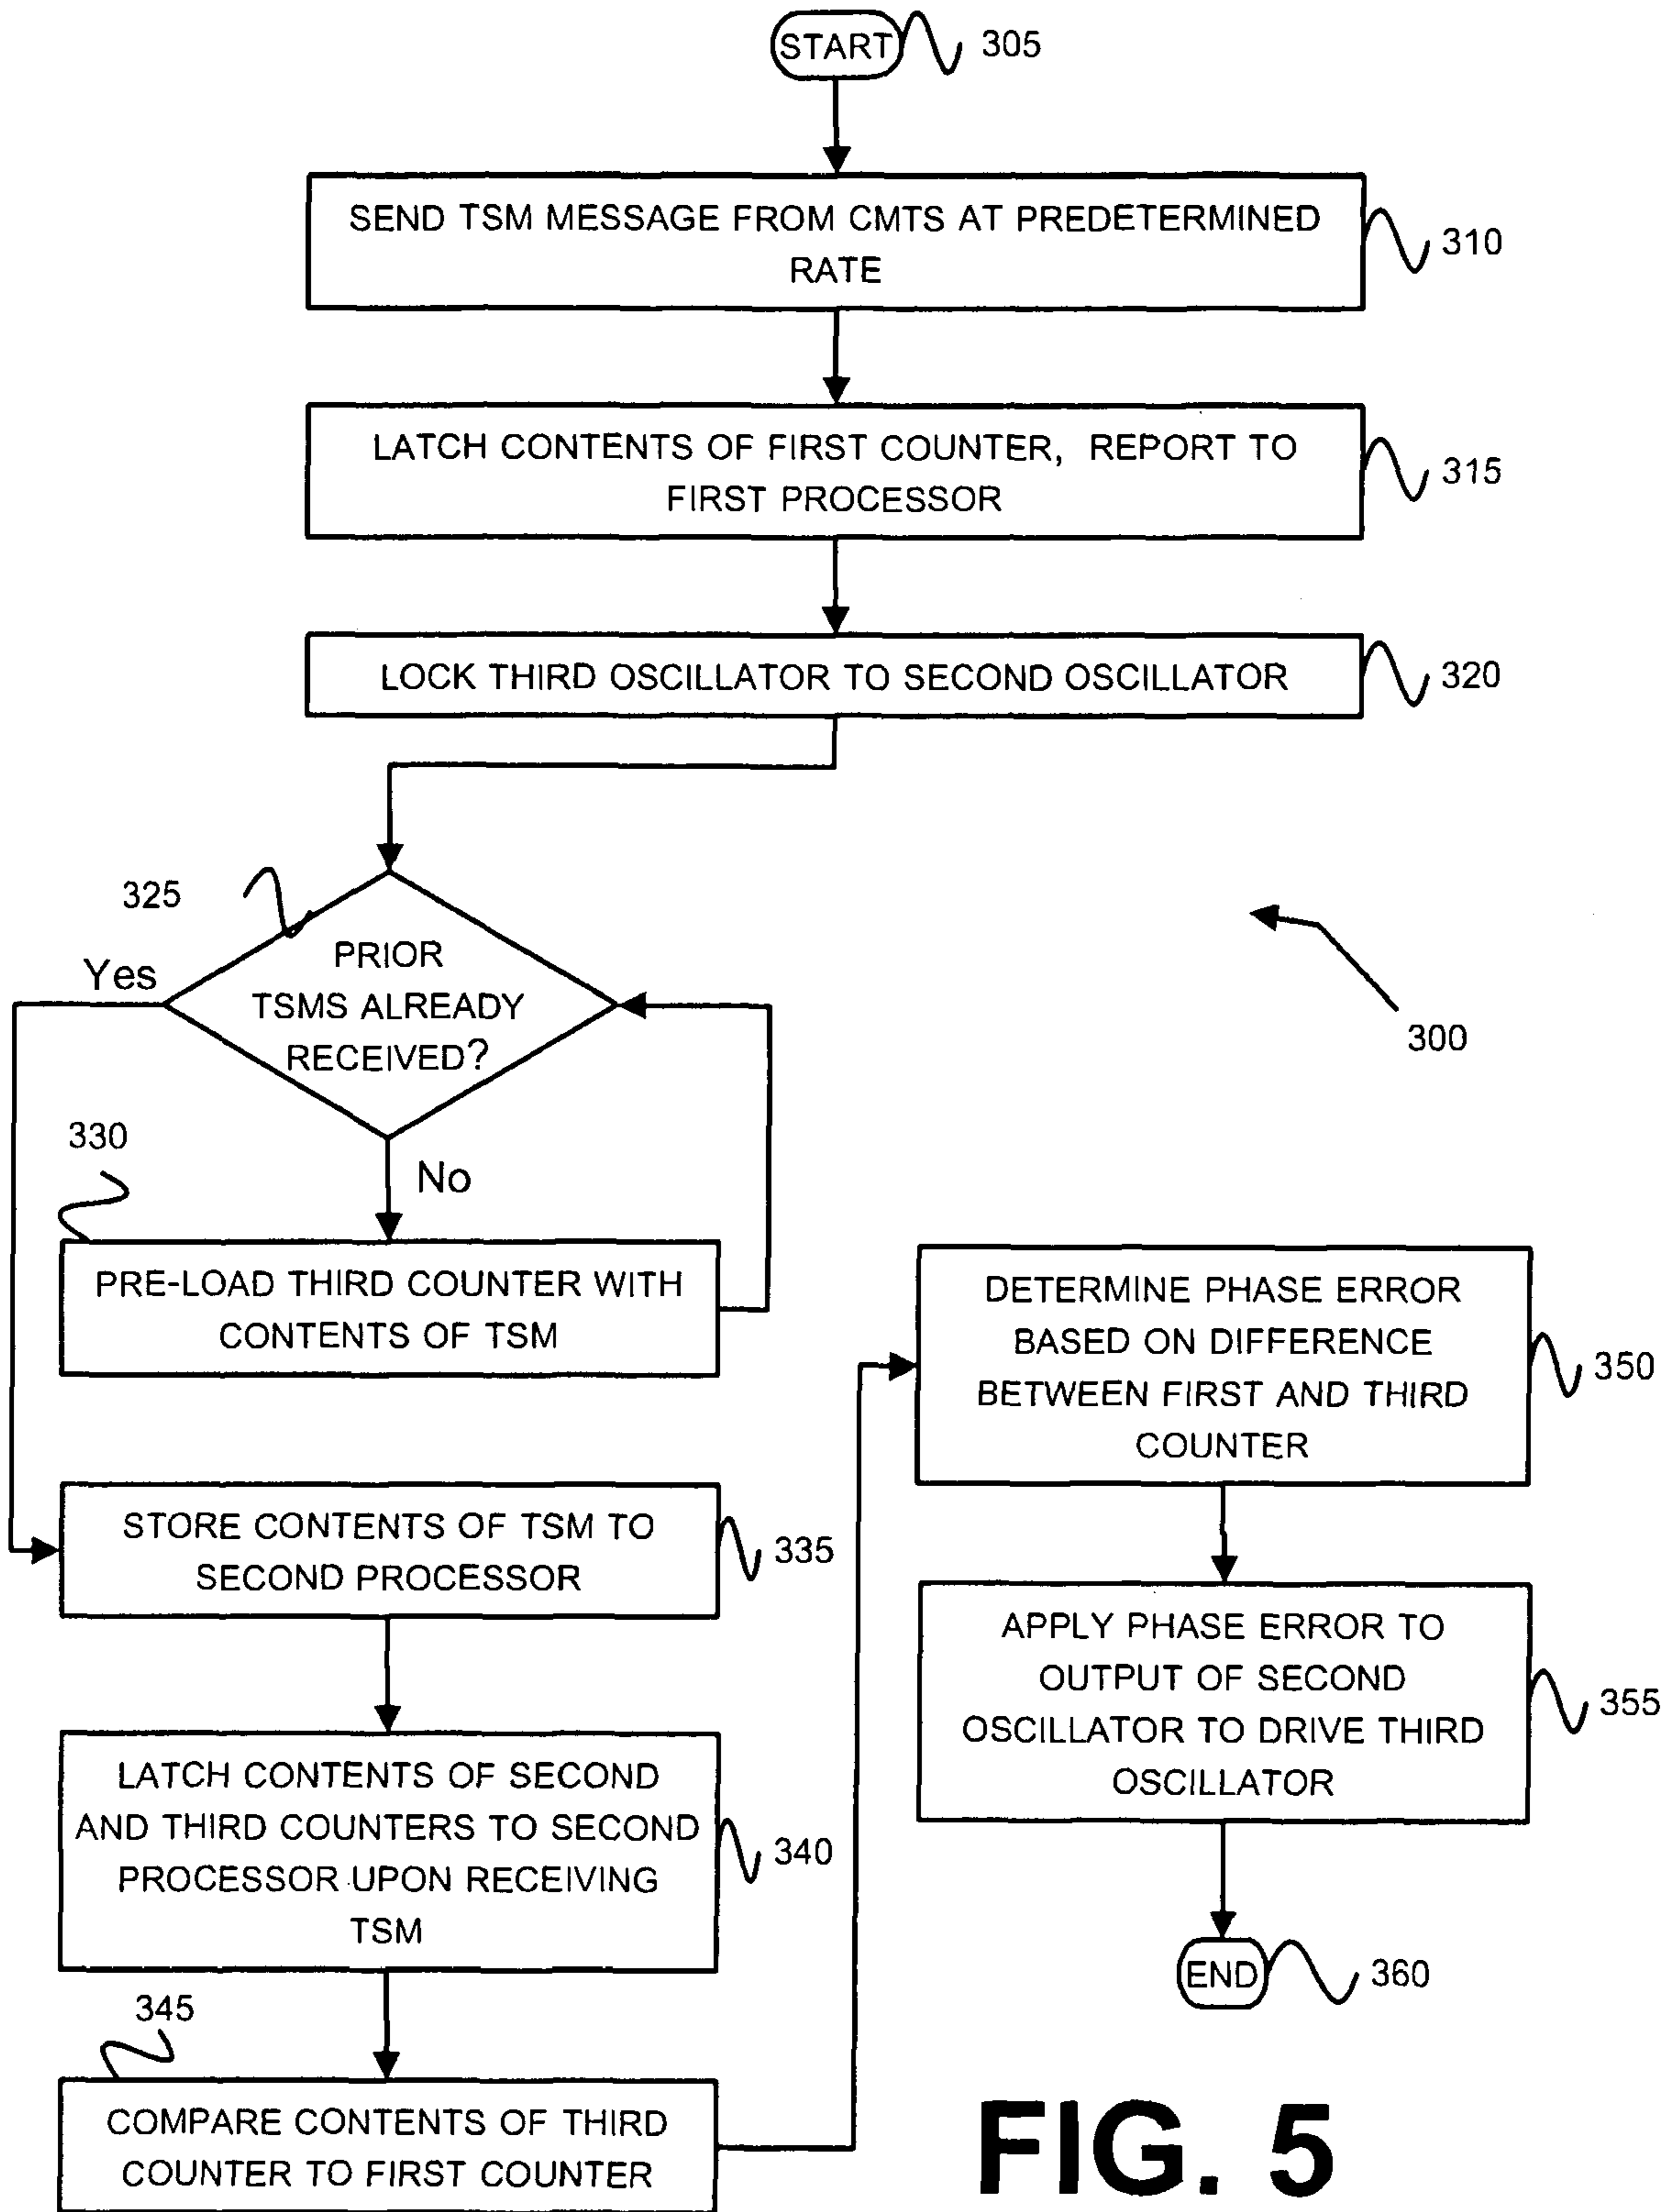 START
305
SEND TSM MESSAGE FROM CMTS AT PREDETERMINED
RATE
310
LATCH CONTENTS OF FIRST COUNTER, REPORT TO
FIRST PROCESSOR
315
LOCK THIRD OSCILLATOR TO SECOND OSCILLATOR
320
325
PRIOR
TSMS ALREADY
RECEIVED?
Yes
No
300
330
PRE-LOAD THIRD COUNTER WITH
CONTENTS OF TSM
STORE CONTENTS OF TSM TO
SECOND PROCESSOR
335
LATCH CONTENTS OF SECOND
AND THIRD COUNTERS TO SECOND
PROCESSOR UPON RECEIVING
TSM
340
345
COMPARE CONTENTS OF THIRD
COUNTER TO FIRST COUNTER
DETERMINE PHASE ERROR
BASED ON DIFFERENCE
BETWEEN FIRST AND THIRD
COUNTER
350
APPLY PHASE ERROR TO
OUTPUT OF SECOND
OSCILLATOR TO DRIVE THIRD
OSCILLATOR
355
END
360
FIG. 5